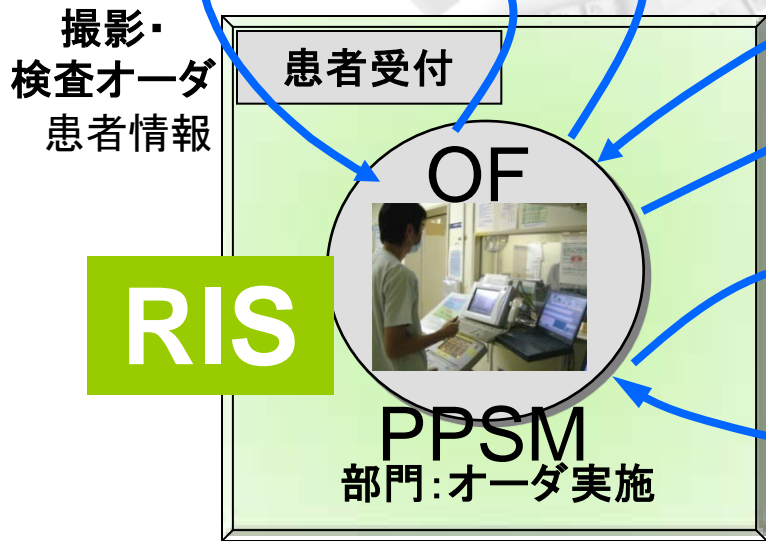 撮影・
検査オーダ
患者情報
患者受付
OF
RIS
PPSM
部門：オーダ実施